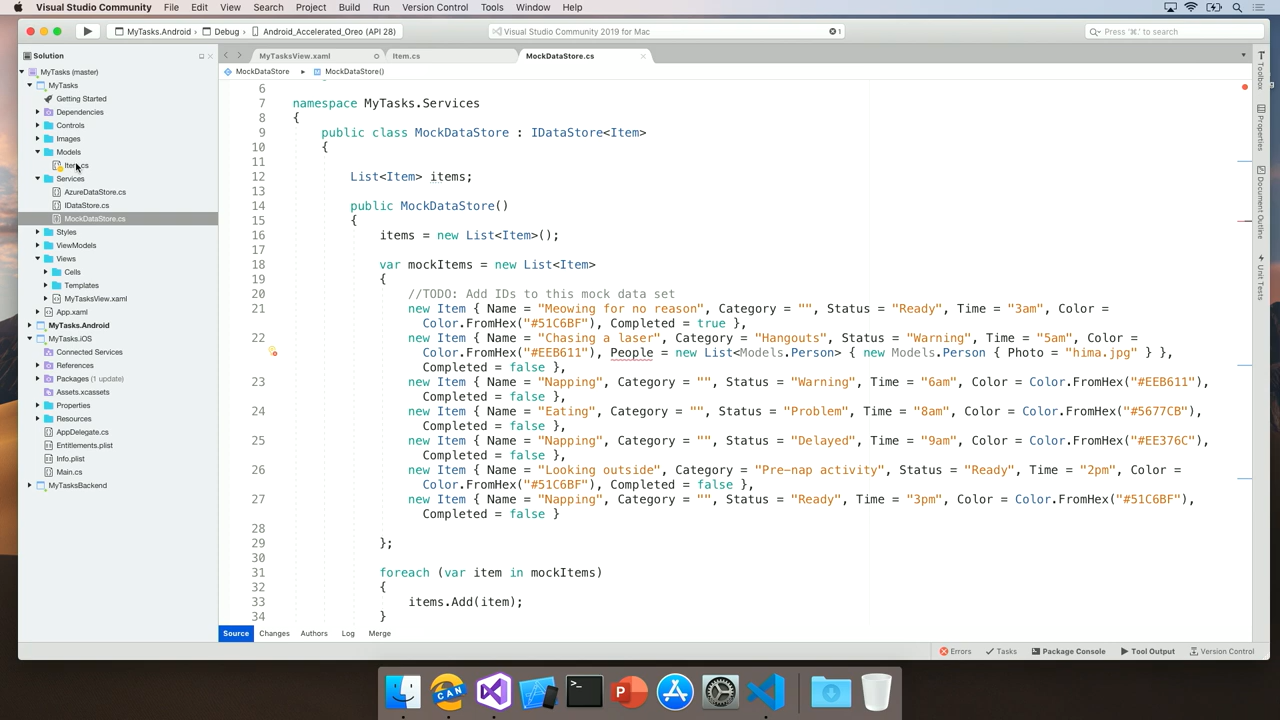 Visual Studio Community File Edit View Search Project Build Run Version Control Tools Window Help
MyTasks.Android › Debug › Android_Accelerated_Oreo (API 28)
Visual Studio Community 2019 for Mac
1
Press '⌘.' to search
Solution
MyTasks (master)
MyTasks
Getting Started
Dependencies
Controls
Images
Models
Item.cs
Services
AzureDataStore.cs
IDataStore.cs
MockDataStore.cs
Styles
ViewModels
Views
Cells
Templates
MyTasksView.xaml
App.xaml
MyTasks.Android
MyTasks.iOS
Connected Services
References
Packages (1 update)
Assets.xcassets
Properties
Resources
AppDelegate.cs
Entitlements.plist
Info.plist
Main.cs
MyTasksBackend
MyTasksView.xaml Item.cs MockDataStore.cs
MockDataStore MockDataStore()
6
7 namespace MyTasks.Services
8 {
9 public class MockDataStore : IDataStore<Item>
10 {
11
12 List<Item> items;
13
14 public MockDataStore()
15 {
16 items = new List<Item>();
17
18 var mockItems = new List<Item>
19 {
20 //TODO: Add IDs to this mock data set
21 new Item { Name = "Meowing for no reason", Category = "", Status = "Ready", Time = "3am", Color =
Color.FromHex("#51C6BF"), Completed = true },
22 new Item { Name = "Chasing a laser", Category = "Hangouts", Status = "Warning", Time = "5am", Color =
Color.FromHex("#EEB611"), People = new List<Models.Person> { new Models.Person { Photo = "hima.jpg" } },
Completed = false },
23 new Item { Name = "Napping", Category = "", Status = "Warning", Time = "6am", Color = Color.FromHex("#EEB611"),
Completed = false },
24 new Item { Name = "Eating", Category = "", Status = "Problem", Time = "8am", Color = Color.FromHex("#5677CB"),
Completed = false },
25 new Item { Name = "Napping", Category = "", Status = "Delayed", Time = "9am", Color = Color.FromHex("#EE376C"),
Completed = false },
26 new Item { Name = "Looking outside", Category = "Pre-nap activity", Status = "Ready", Time = "2pm", Color =
Color.FromHex("#51C6BF"), Completed = false },
27 new Item { Name = "Napping", Category = "", Status = "Ready", Time = "3pm", Color = Color.FromHex("#51C6BF"),
Completed = false }
28
29 };
30
31 foreach (var item in mockItems)
32 {
33 items.Add(item);
34 }
Source Changes Authors Log Merge
Toolbox
Properties
Document Outline
Unit Tests
Errors Tasks Package Console Tool Output Version Control
CAN